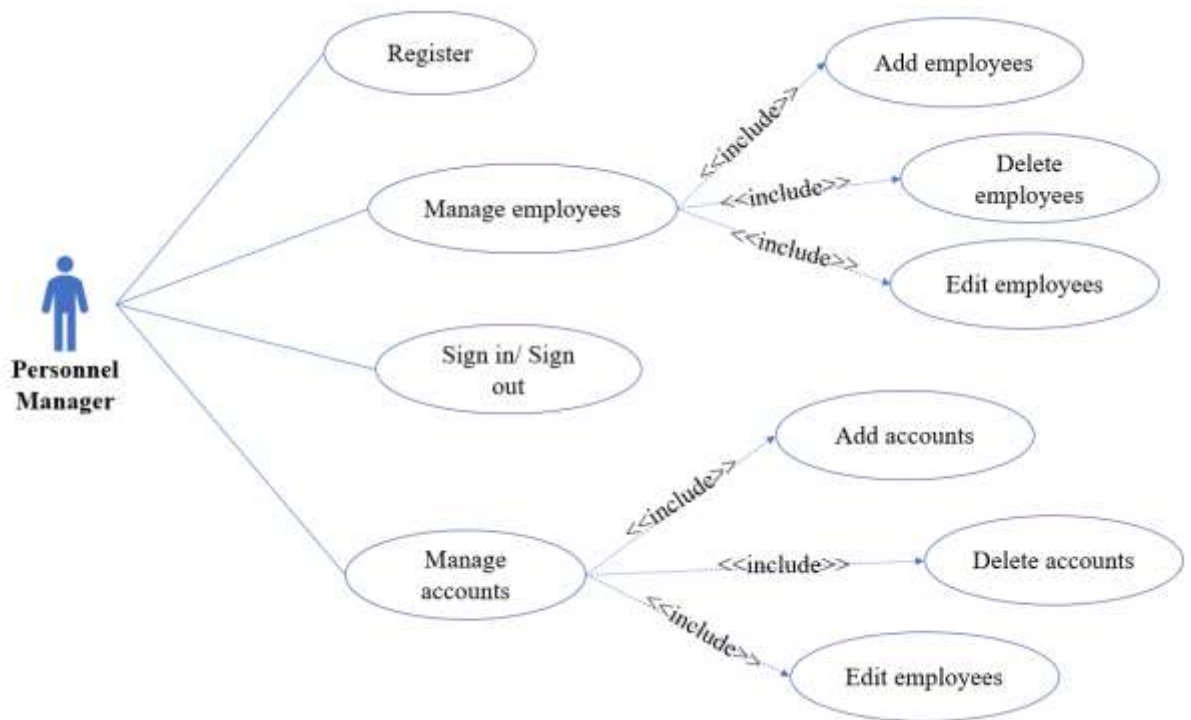 Register
Add employees
<<include>>
Delete
employees
<<include>>
Manage employees
<<include>>
Edit employees
Personnel
Manager
Sign in/ Sign
out
Add accounts
<<include>>
Manage
accounts
<<include>>
Delete accounts
<<include>>
Edit employees